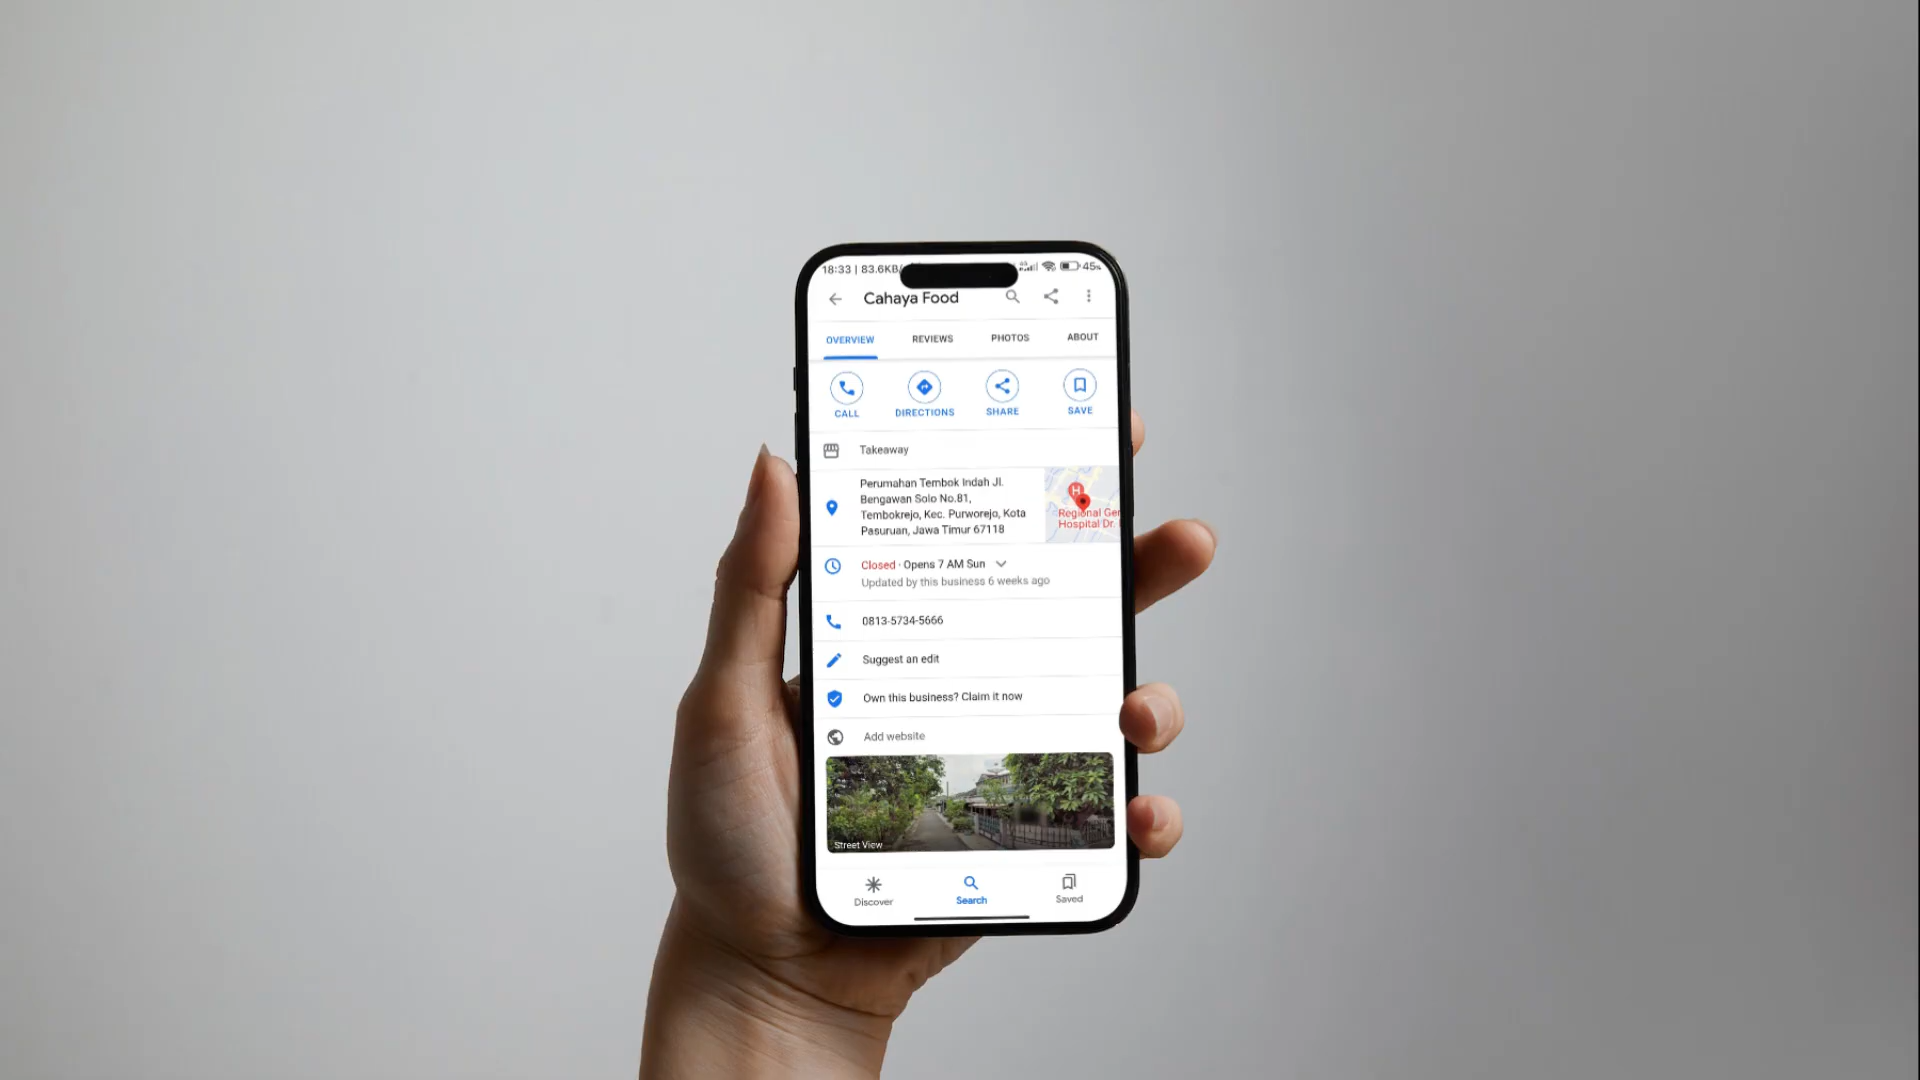 18:33 | 83.6KB/
45%
Cahaya Food
OVERVIEW REVIEWS PHOTOS ABOUT
CALL DIRECTIONS SHARE SAVE
Takeaway
Perumahan Tembok Indah Jl.
Bengawan Solo No.81,
Tembokrejo, Kec. Purworejo, Kota
Pasuruan, Jawa Timur 67118
H
Regional Ger
Hospital Dr.
Closed · Opens 7 AM Sun
Updated by this business 6 weeks ago
0813-5734-5666
Suggest an edit
Own this business? Claim it now
Add website
Street View
Discover Search Saved